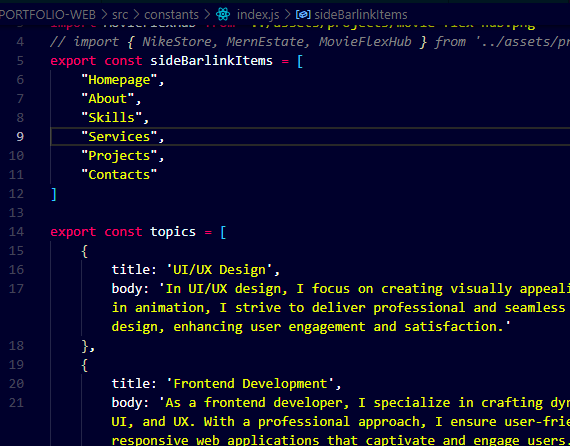 PORTFOLIO-WEB > src > constants > index.js > sideBarlinkItems
4 // import { NikeStore, MernEstate, MovieFlexHub } from '../assets/pr
5 export const sideBarlinkItems = [
6 "Homepage",
7 "About",
8 "Skills",
9 "Services",
10 "Projects",
11 "Contacts"
12 ]
13
14 export const topics = [
15 {
16 title: 'UI/UX Design',
17 body: 'In UI/UX design, I focus on creating visually appeali
in animation, I strive to deliver professional and seamless
design, enhancing user engagement and satisfaction.'
18 },
19 {
20 title: 'Frontend Development',
21 body: 'As a frontend developer, I specialize in crafting dyn
UI, and UX. With a professional approach, I ensure user-frie
responsive web applications that captivate and engage users.